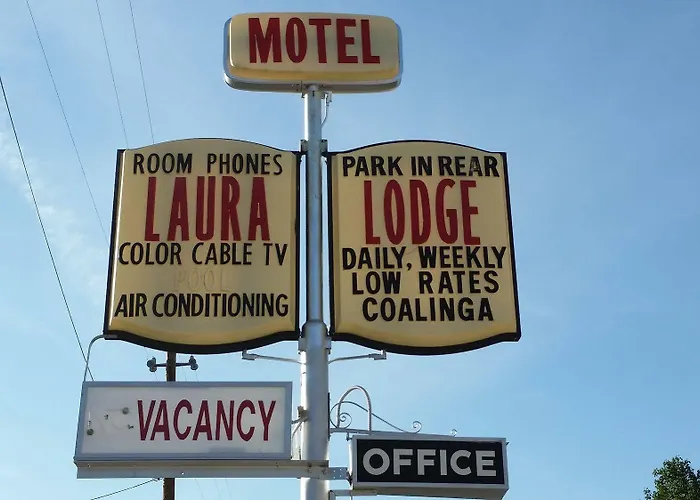 MOTEL
ROOM PHONES
LAURA
COLOR CABLE TV
POOL
AIR CONDITIONING
PARK IN REAR
LODGE
DAILY, WEEKLY
LOW RATES
COALINGA
VACANCY
OFFICE